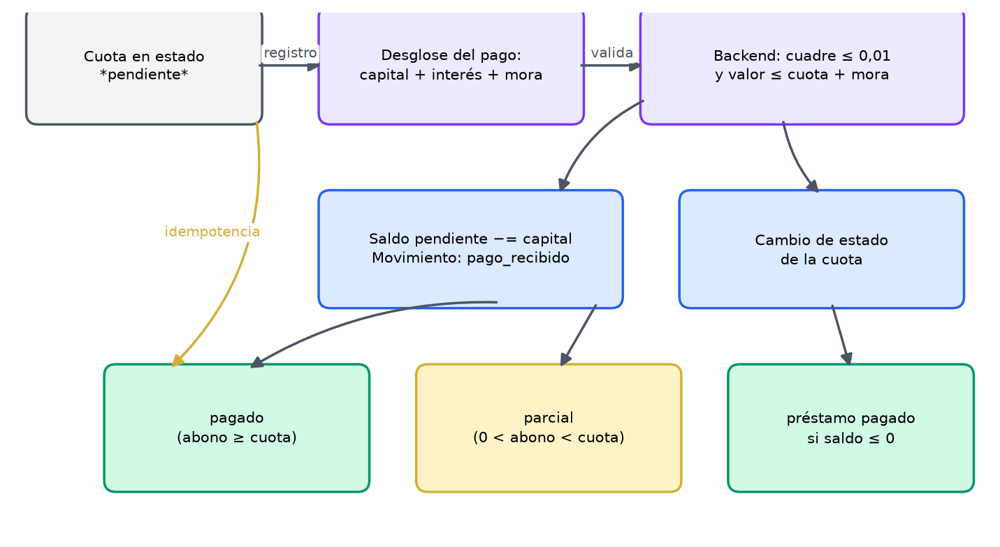 Cuota en estado
*pendiente*
registro
Desglose del pago:
capital + interés + mora
valida
Backend: cuadre ≤ 0,01
y valor ≤ cuota + mora
idempotencia
Saldo pendiente −= capital
Movimiento: pago_recibido
Cambio de estado
de la cuota
pagado
(abono ≥ cuota)
parcial
(0 < abono < cuota)
préstamo pagado
si saldo ≤ 0